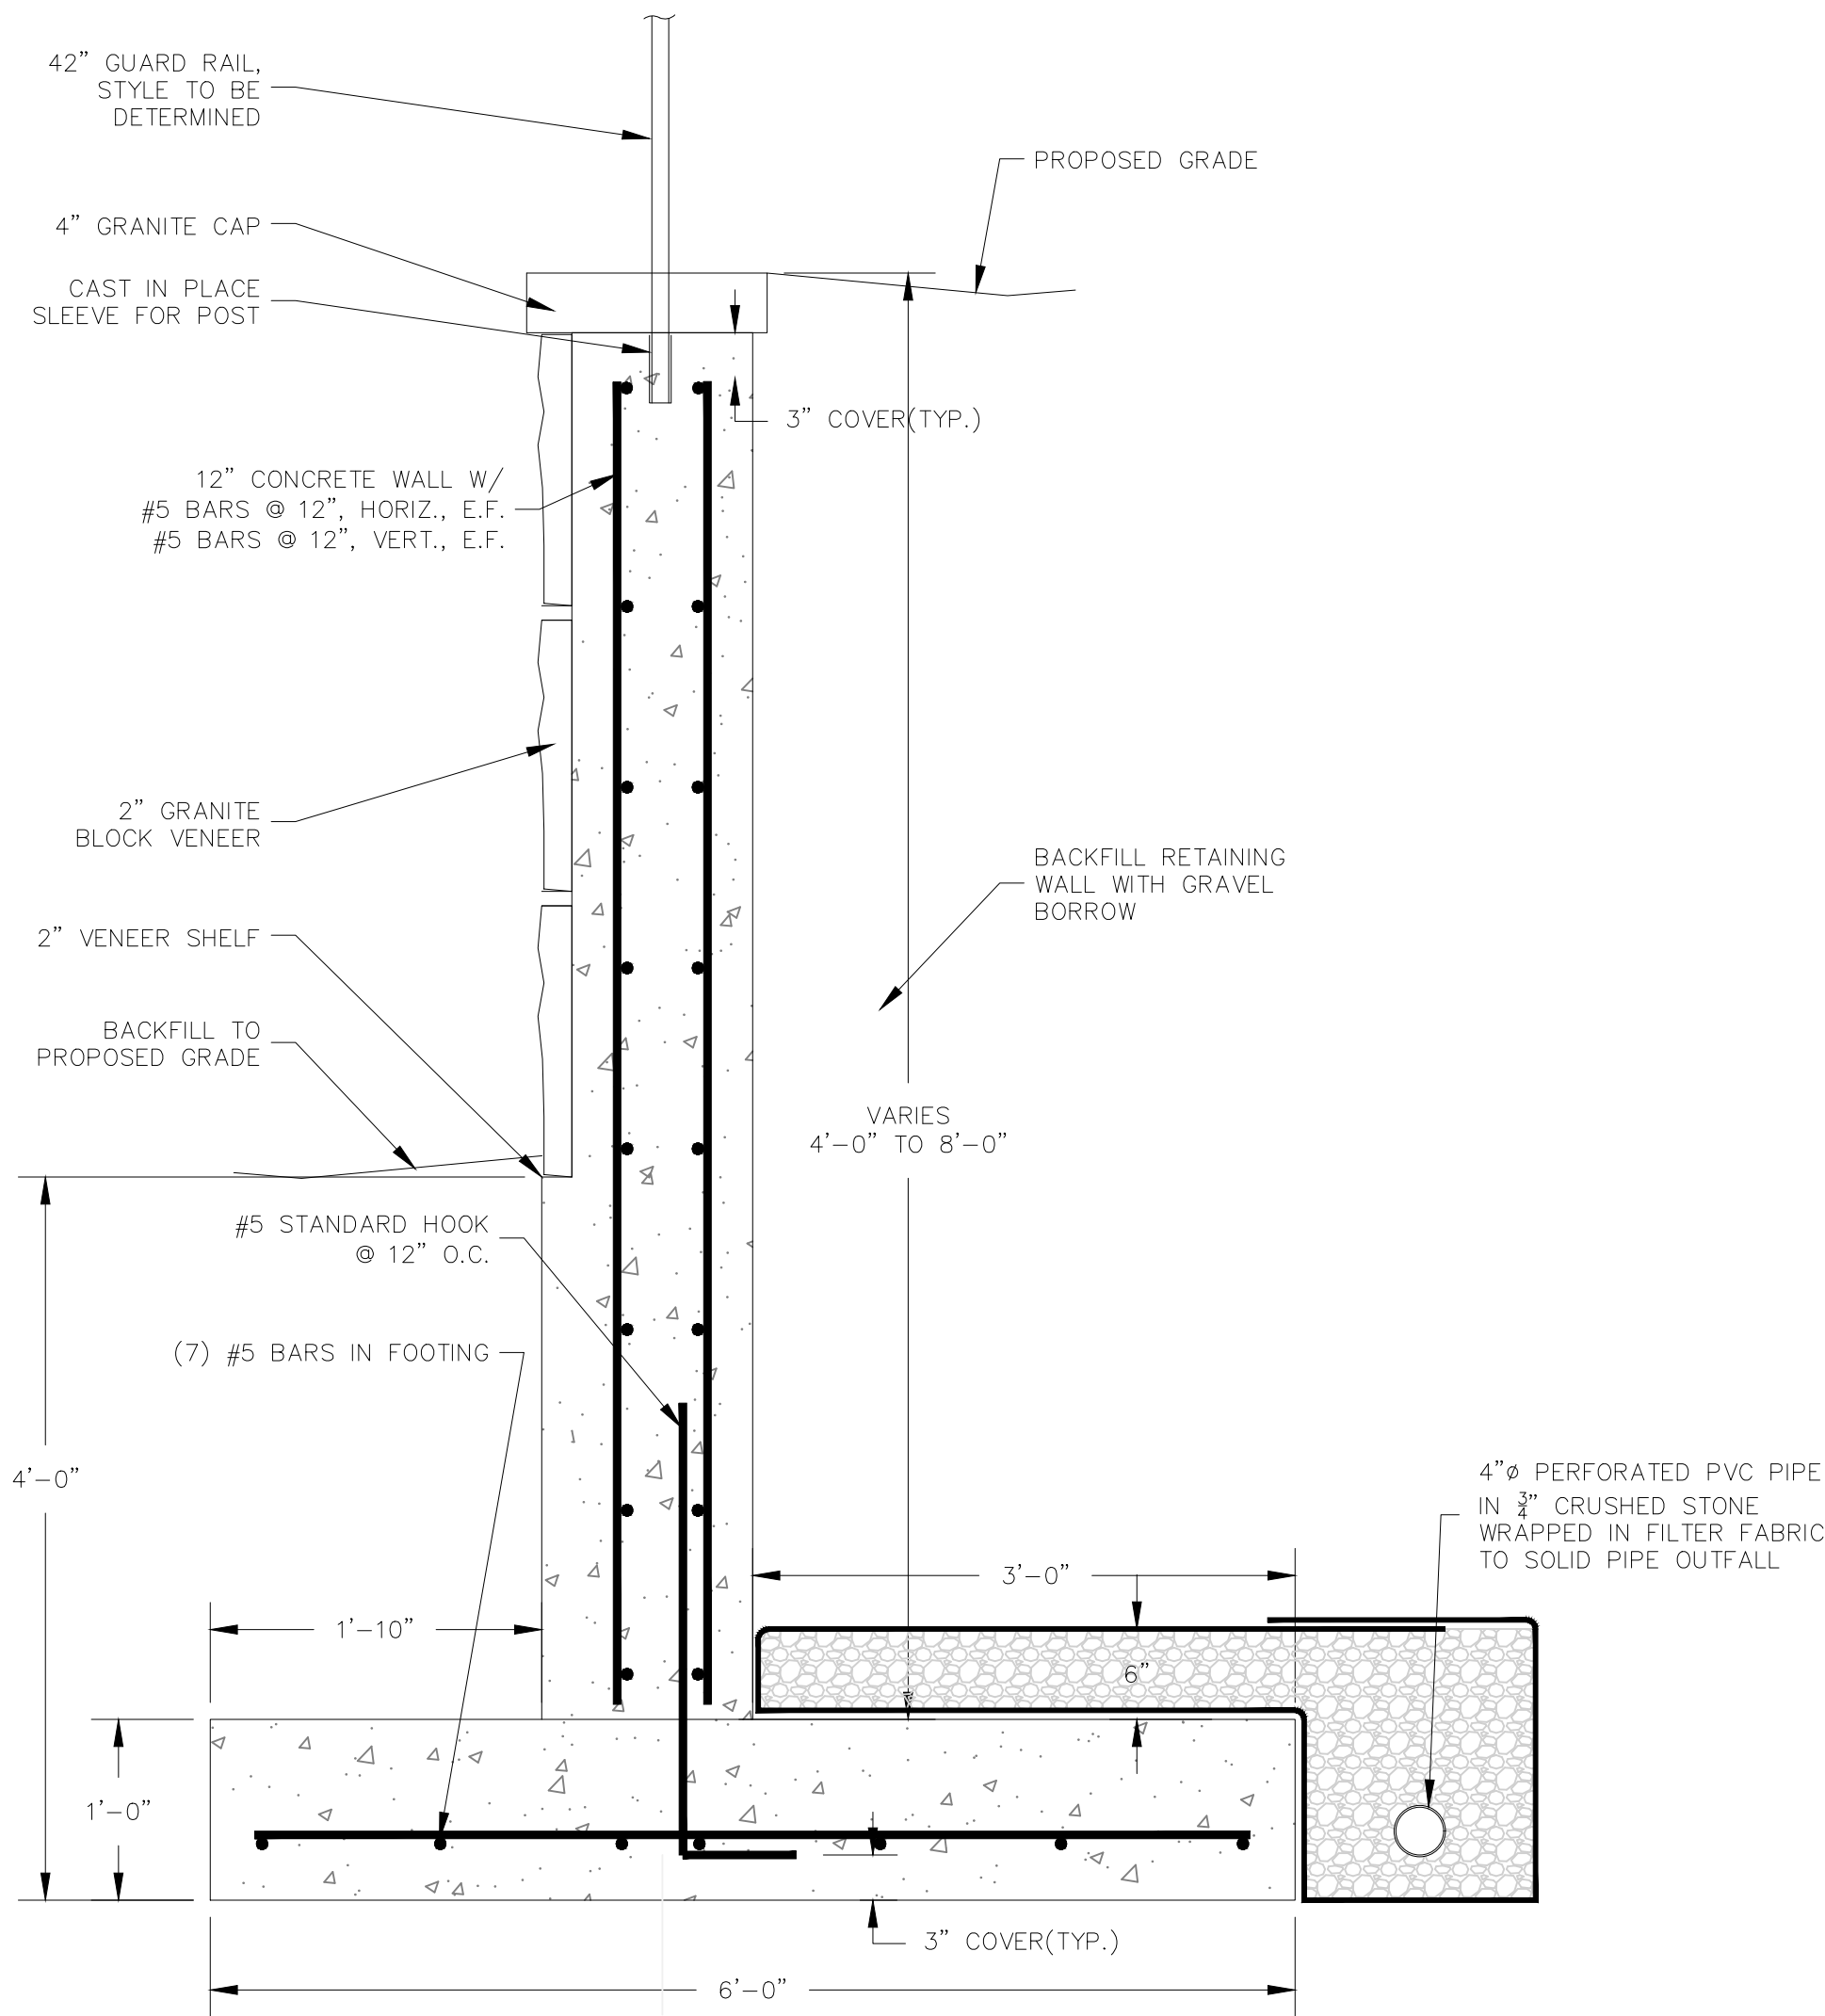 42” GUARD RAIL,
STYLE TO BE
DETERMINED
PROPOSED GRADE
4” GRANITE CAP
CAST IN PLACE
SLEEVE FOR POST
3” COVER(TYP.)
12” CONCRETE WALL W/
#5 BARS @ 12”, HORIZ., E.F.
#5 BARS @ 12”, VERT., E.F.
2” GRANITE
BLOCK VENEER
BACKFILL RETAINING
WALL WITH GRAVEL
BORROW
2” VENEER SHELF
BACKFILL TO
PROPOSED GRADE
VARIES
4’-0” TO 8’-0”
#5 STANDARD HOOK
@ 12” O.C.
(7) #5 BARS IN FOOTING
4’-0”
4”ø PERFORATED PVC PIPE
IN 3/4” CRUSHED STONE
WRAPPED IN FILTER FABRIC
TO SOLID PIPE OUTFALL
3’-0”
1’-10”
6”
1’-0”
3” COVER(TYP.)
6’-0”